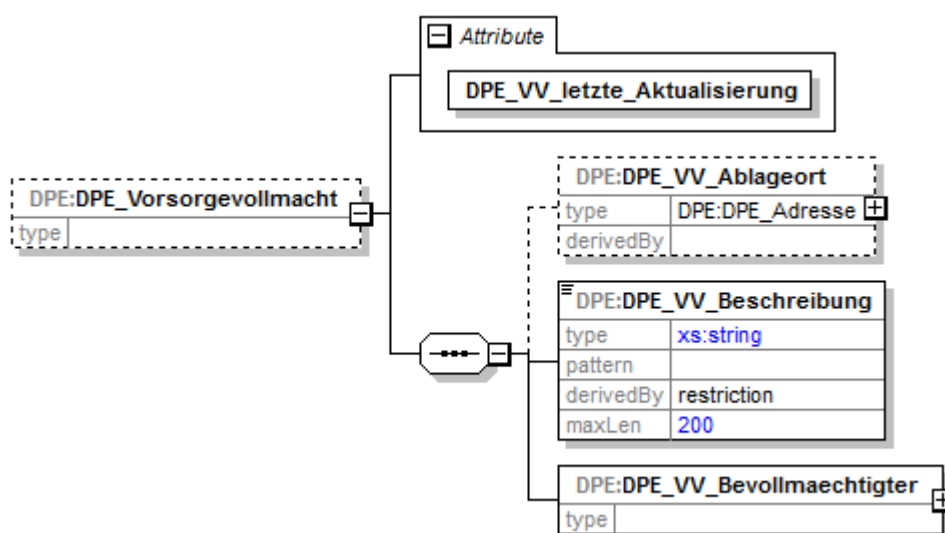 Attribute
DPE_VV_letzte_Aktualisierung
DPE:DPE_Vorsorgevollmacht
type
DPE:DPE_VV_Ablageort
type DPE:DPE_Adresse
derivedBy
DPE:DPE_VV_Beschreibung
type xs:string
pattern
derivedBy restriction
maxLen 200
DPE:DPE_VV_Bevollmaechtigter
type